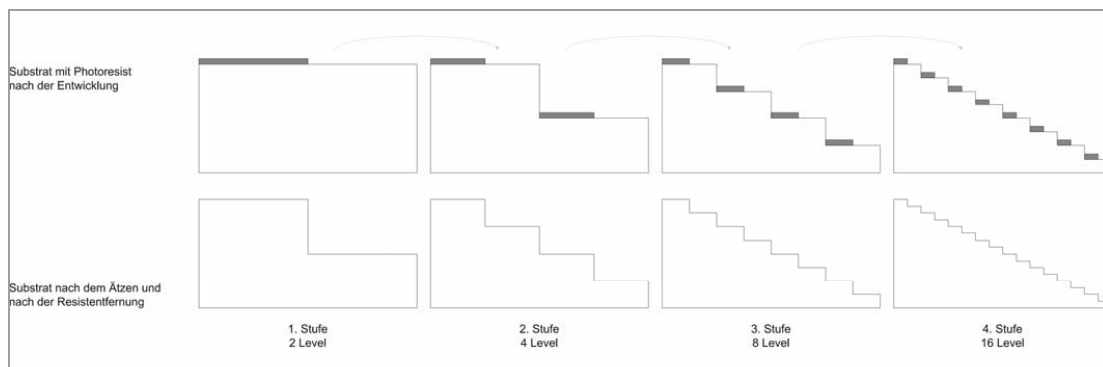 Substrat mit Photoresist
nach der Entwicklung
Substrat nach dem Ätzen und
nach der Resistentfernung
1. Stufe
2 Level
2. Stufe
4 Level
3. Stufe
8 Level
4. Stufe
16 Level